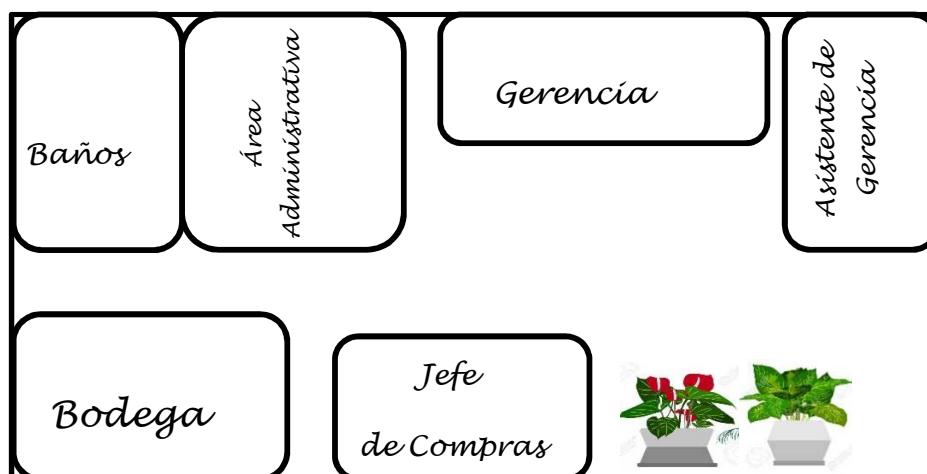 Baños
Área
Administrativa
Gerencia
Asistente de
Gerencia
Bodega
Jefe
de Compras